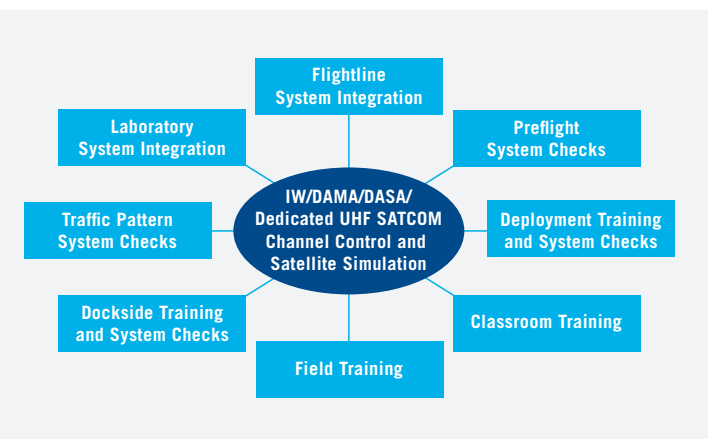 Flightline
System Integration
Laboratory
System Integration
Preflight
System Checks
IW/DAMA/DASA/
Dedicated UHF SATCOM
Channel Control and
Satellite Simulation
Traffic Pattern
System Checks
Deployment Training
and System Checks
Dockside Training
and System Checks
Classroom Training
Field Training